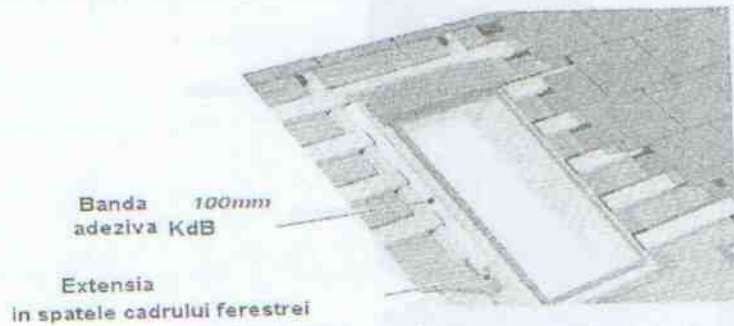 Banda 100mm
adeziva KdB
Extensia
in spatele cadrului ferestrei